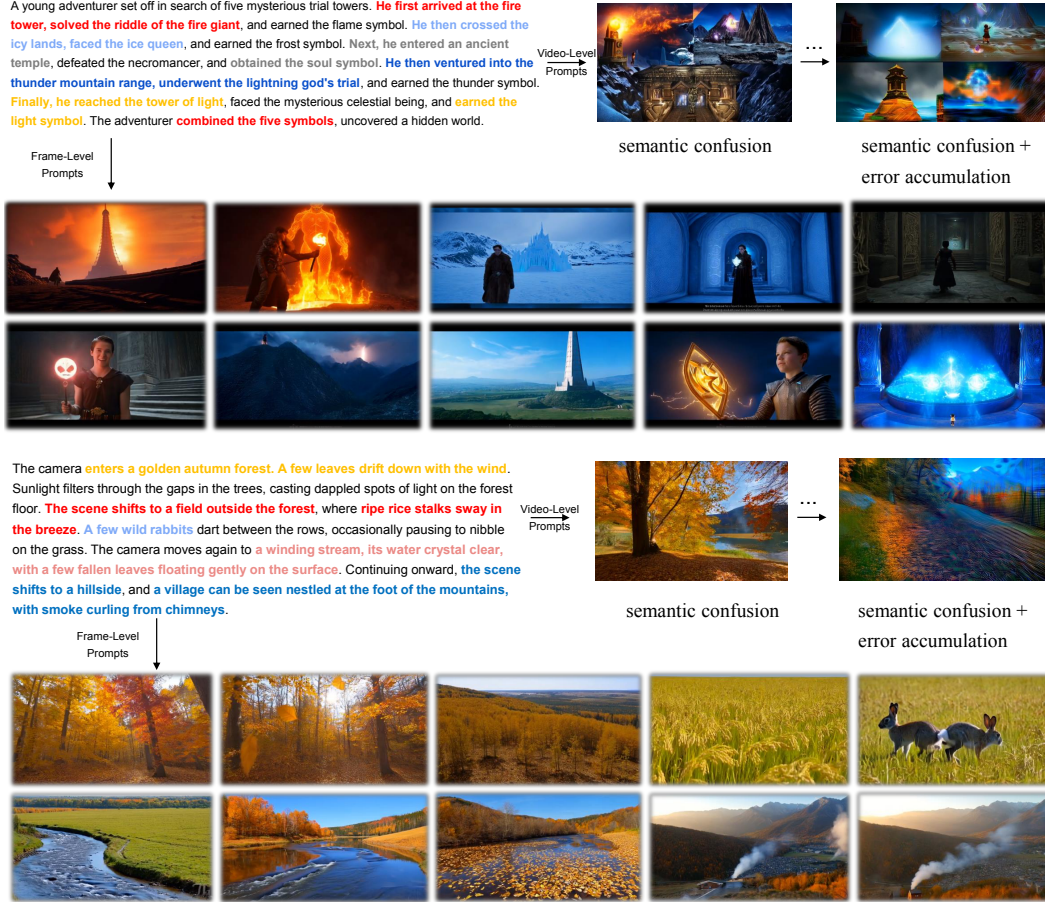 A young adventurer set off in search of five mysterious trial towers. He first arrived at the fire
tower, solved the riddle of the fire giant, and earned the flame symbol. He then crossed the
icy lands, faced the ice queen, and earned the frost symbol. Next, he entered an ancient
temple, defeated the necromancer, and obtained the soul symbol. He then ventured into the
thunder mountain range, underwent the lightning god's trial, and earned the thunder symbol.
Finally, he reached the tower of light, faced the mysterious celestial being, and earned the
light symbol. The adventurer combined the five symbols, uncovered a hidden world.
Video-Level
Prompts
...
semantic confusion
semantic confusion +
error accumulation
Frame-Level
Prompts
The camera enters a golden autumn forest. A few leaves drift down with the wind.
Sunlight filters through the gaps in the trees, casting dappled spots of light on the forest
floor. The scene shifts to a field outside the forest, where ripe rice stalks sway in
the breeze. A few wild rabbits dart between the rows, occasionally pausing to nibble
on the grass. The camera moves again to a winding stream, its water crystal clear,
with a few fallen leaves floating gently on the surface. Continuing onward, the scene
shifts to a hillside, and a village can be seen nestled at the foot of the mountains,
with smoke curling from chimneys.
Video-Level
Prompts
...
semantic confusion
semantic confusion +
error accumulation
Frame-Level
Prompts